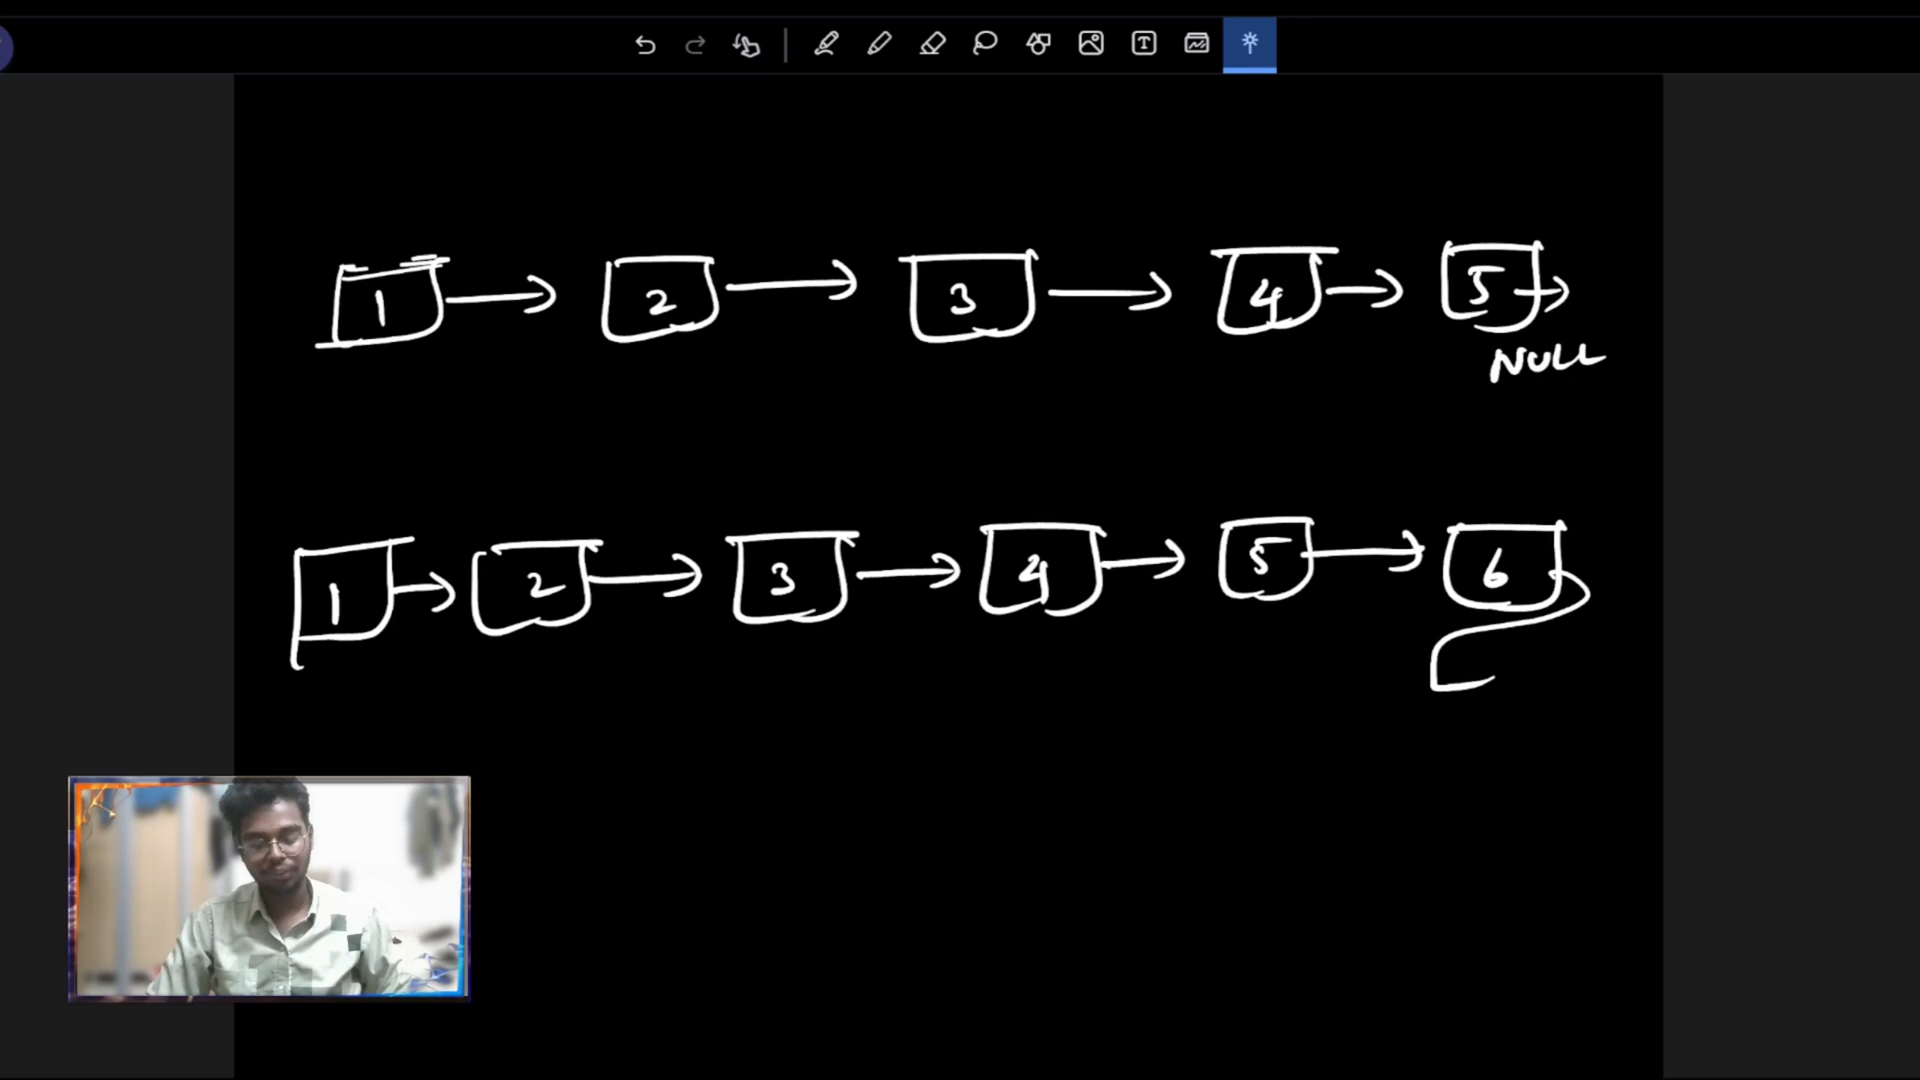 1 → 2 → 3 → 4 → 5 →
NULL
1 → 2 → 3 → 4 → 5 → 6